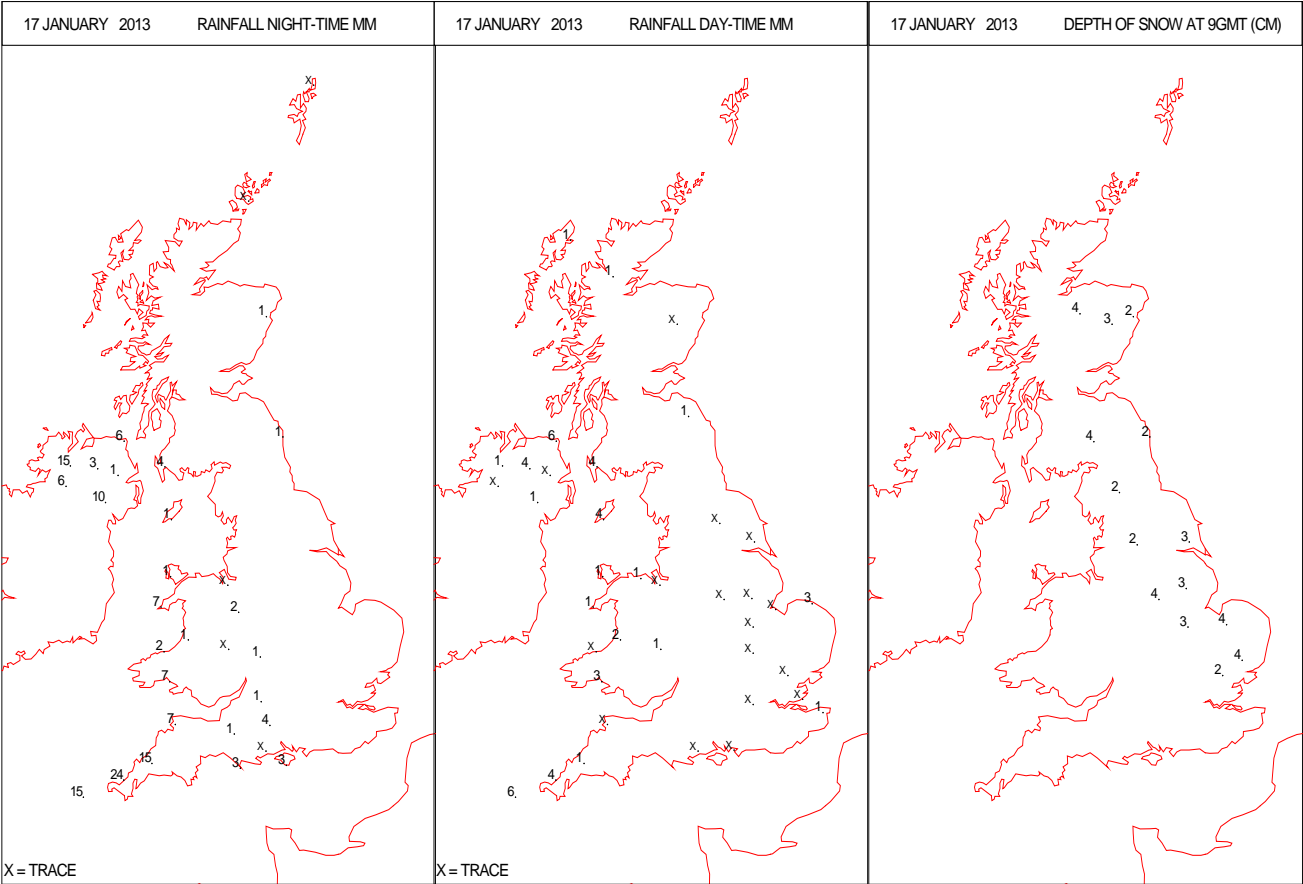 17 JANUARY 2013 RAINFALL NIGHT-TIME MM
X
X
1
1
6
15 3 1 4
6
10
1
1 X
7 2
1
2 X 1
7
1
7 4
1
X
15 3 3
24
15
X = TRACE
17 JANUARY 2013 RAINFALL DAY-TIME MM
1
1
X
1
6
1 4 X 4
X
1
4 X
X
1 1 X
X X
1 X 3
X
2
X 1 X
X
3
X
X 1
X
X X
1
4
6
X = TRACE
17 JANUARY 2013 DEPTH OF SNOW AT 9GMT (CM)
4 3 2
4 2
2
2 3
3
4
3 4
4
2